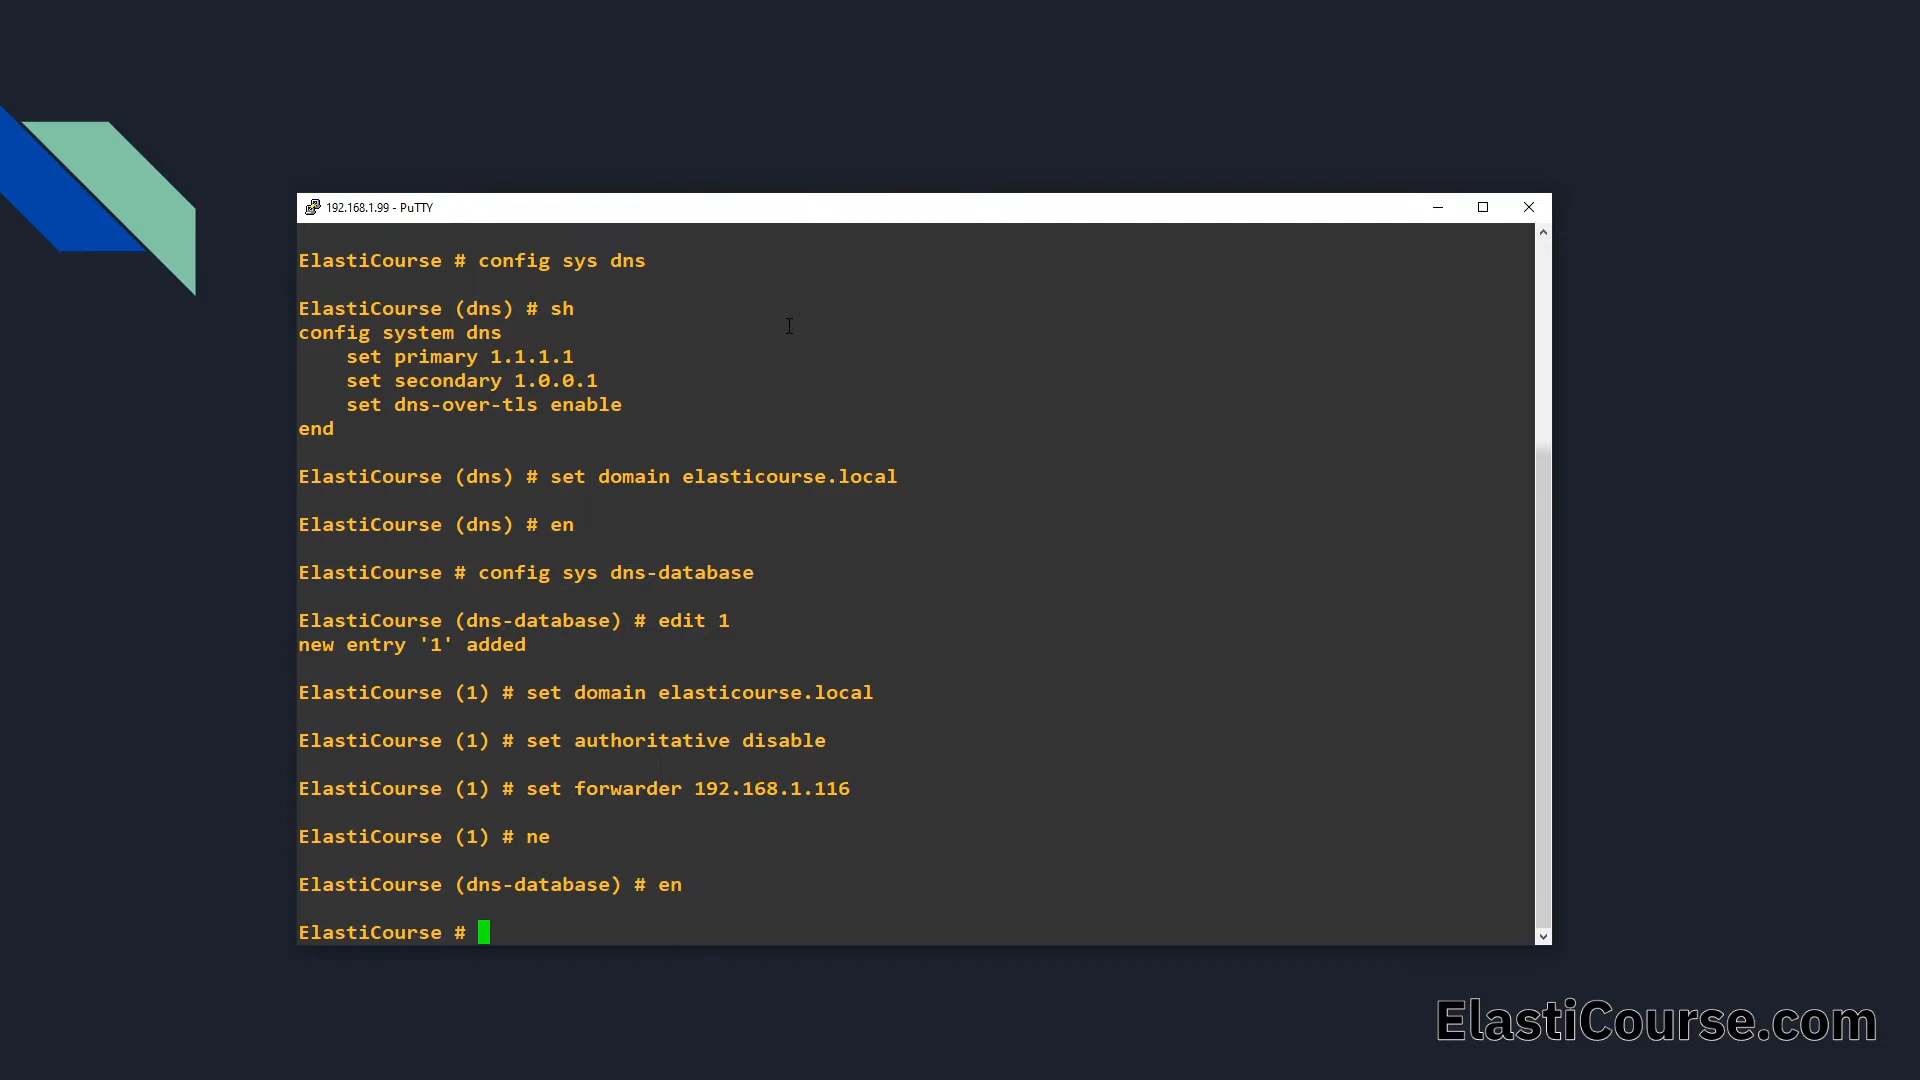 192.168.1.99 - PuTTY
ElastiCourse # config sys dns
ElastiCourse (dns) # sh
config system dns
    set primary 1.1.1.1
    set secondary 1.0.0.1
    set dns-over-tls enable
end
ElastiCourse (dns) # set domain elasticourse.local
ElastiCourse (dns) # en
ElastiCourse # config sys dns-database
ElastiCourse (dns-database) # edit 1
new entry '1' added
ElastiCourse (1) # set domain elasticourse.local
ElastiCourse (1) # set authoritative disable
ElastiCourse (1) # set forwarder 192.168.1.116
ElastiCourse (1) # ne
ElastiCourse (dns-database) # en
ElastiCourse #
ElastiCourse.com